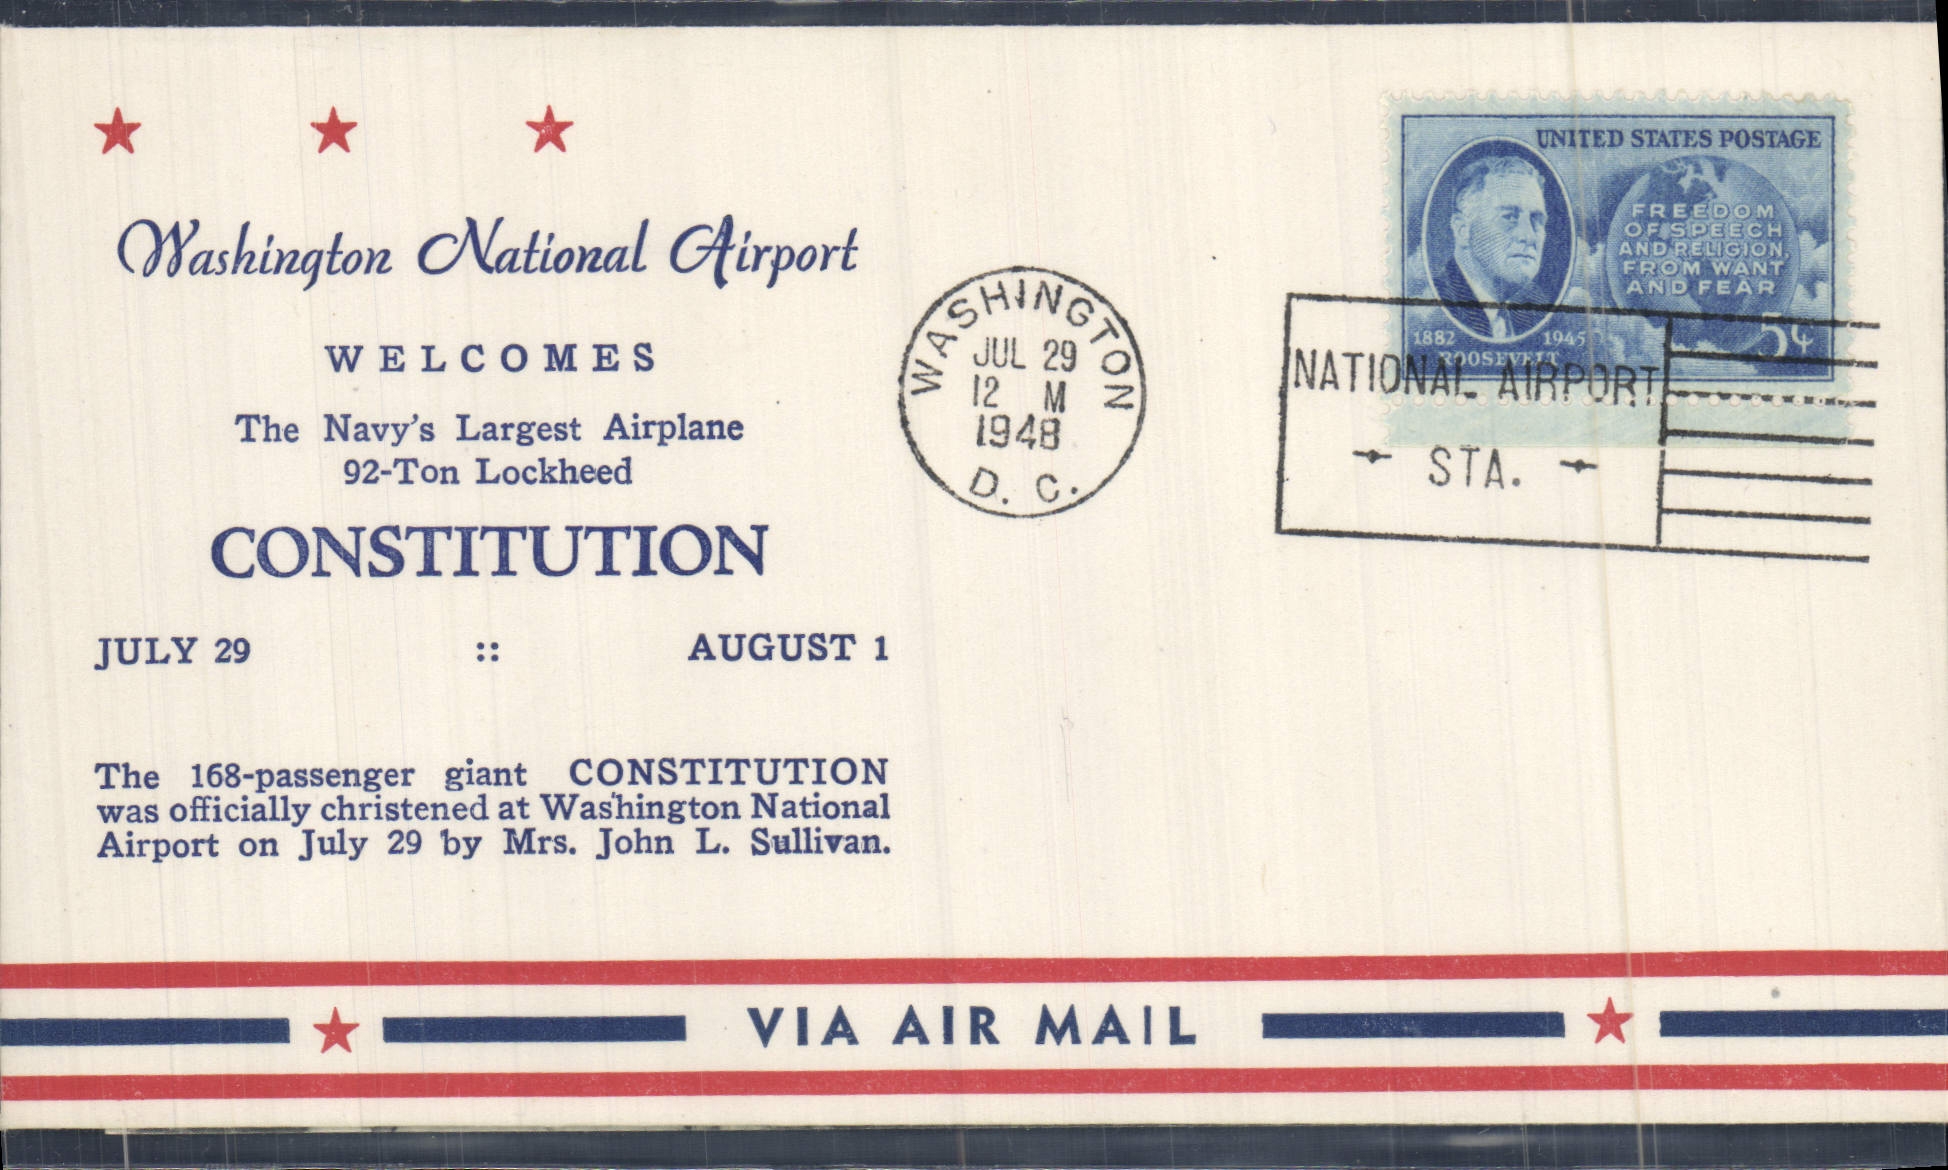 Washington National Airport
WELCOMES
The Navy's Largest Airplane
92-Ton Lockheed
CONSTITUTION
JULY 29 :: AUGUST 1
The 168-passenger giant CONSTITUTION
was officially christened at Washington National
Airport on July 29 by Mrs. John L. Sullivan.
WASHINGTON
JUL 29
12 M
1948
D. C.
UNITED STATES POSTAGE
FREEDOM
OF SPEECH
AND RELIGION,
FROM WANT
AND FEAR
1882 1945
ROOSEVELT
5¢
NATIONAL AIRPORT
STA.
VIA AIR MAIL